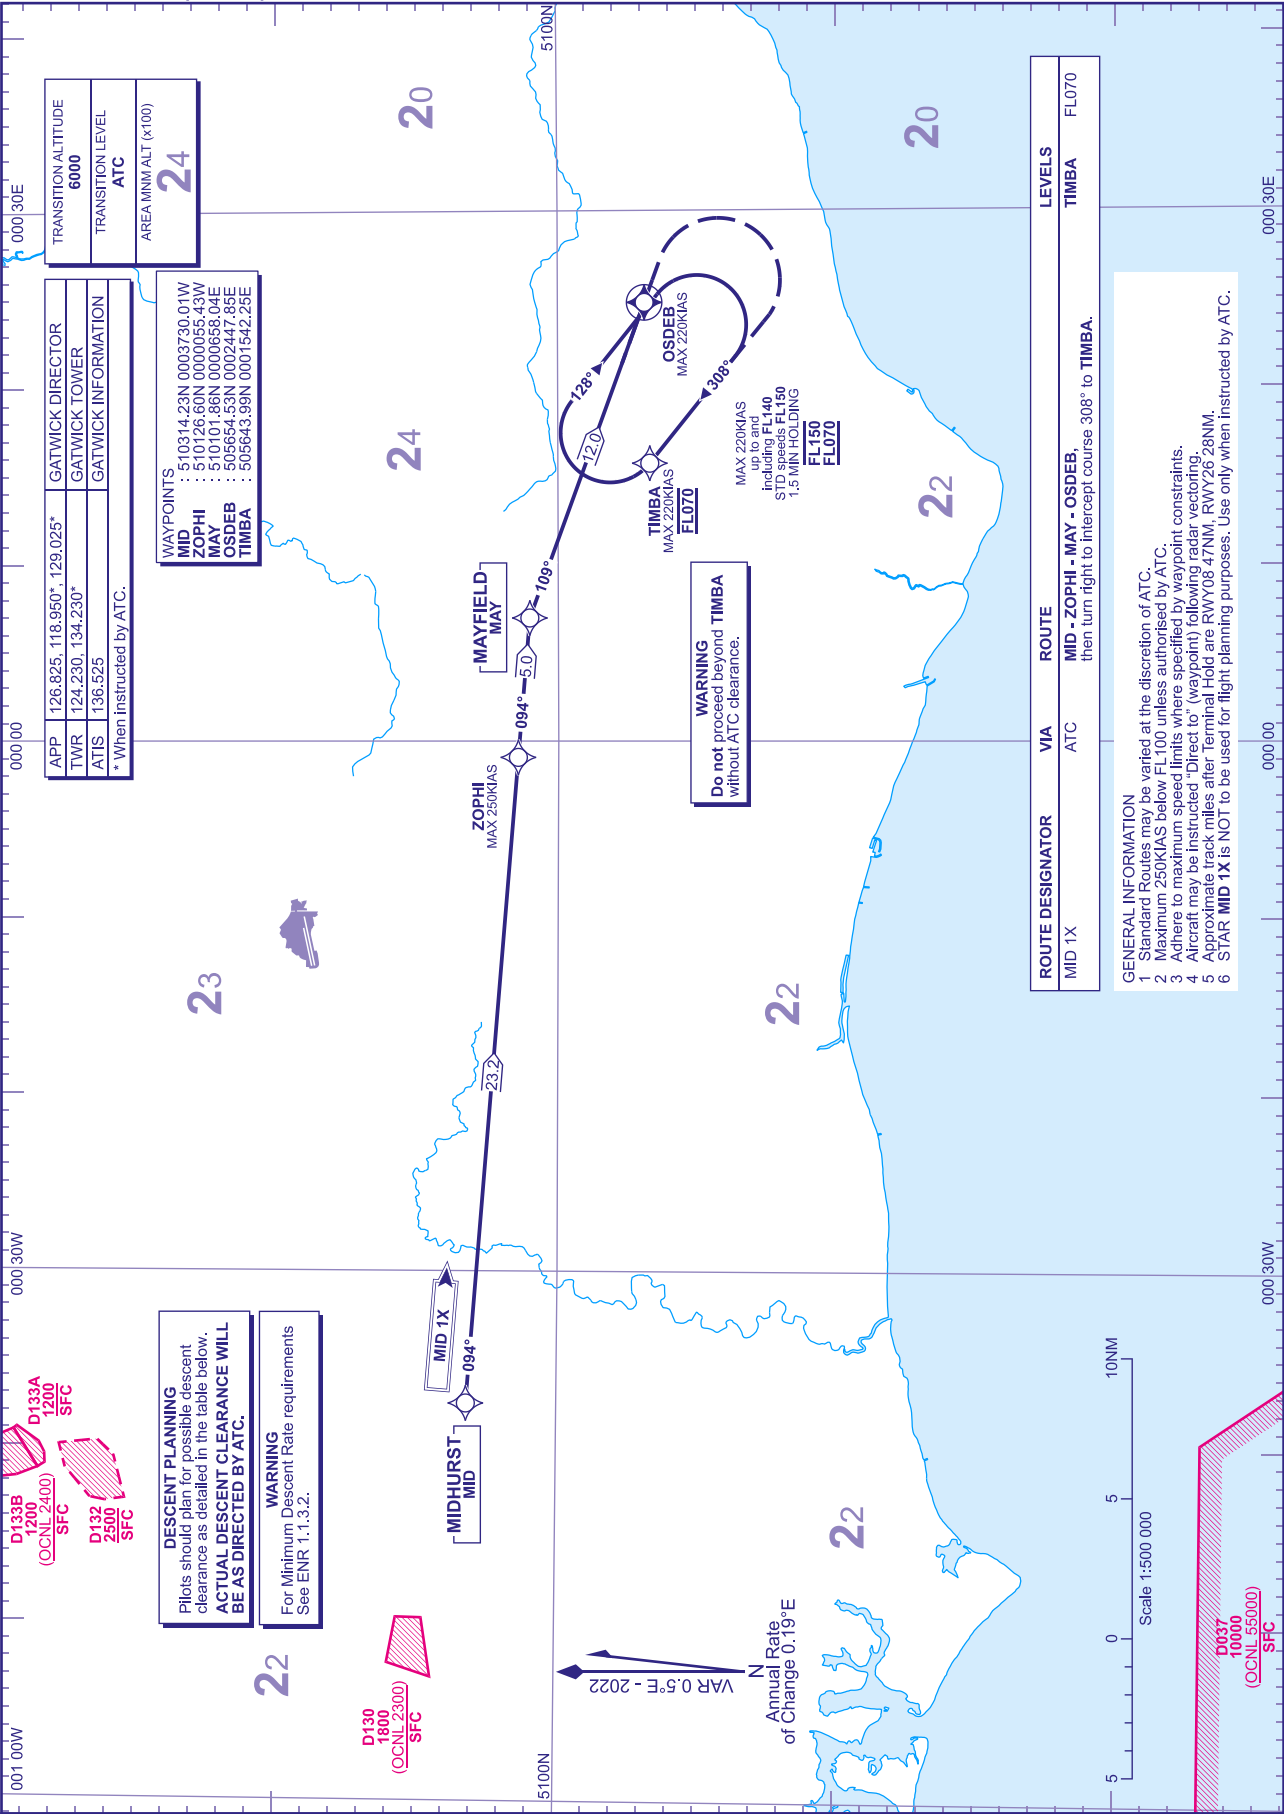 001 00W
000 30W
000 00
000 30E
D133B
1200
(OCNL 2400)
SFC
D133A
1200
SFC
D132
2500
SFC
DESCENT PLANNING
Pilots should plan for possible descent
clearance as detailed in the table below.
ACTUAL DESCENT CLEARANCE WILL
BE AS DIRECTED BY ATC.
WARNING
For Minimum Descent Rate requirements
See ENR 1.1.3.2.
APP 126.825, 118.950*, 129.025* GATWICK DIRECTOR
TWR 124.230, 134.230* GATWICK TOWER
ATIS 136.525 GATWICK INFORMATION
* When instructed by ATC.
TRANSITION ALTITUDE
6000
TRANSITION LEVEL
ATC
AREA MNM ALT (x100)
24
WAYPOINTS
MID : 510314.23N 0003730.01W
ZOPHI : 510126.60N 0000055.43W
MAY : 510101.86N 0000658.04E
OSDEB : 505654.53N 0002447.85E
TIMBA : 505643.99N 0001542.25E
22
23
24
20
D130
1800
(OCNL 2300)
SFC
MID 1X
MIDHURST
MID
094°
23.2
ZOPHI
MAX 250KIAS
094°
5.0
MAYFIELD
MAY
109°
12.0
128°
OSDEB
MAX 220KIAS
308°
TIMBA
MAX 220KIAS
FL070
MAX 220KIAS
up to and
including FL140
STD speeds FL150
1.5 MIN HOLDING
FL150
FL070
5100N
5100N
WARNING
Do not proceed beyond TIMBA
without ATC clearance.
VAR 0.5°E - 2022
N
Annual Rate
of Change 0.19°E
22
22
22
20
ROUTE DESIGNATOR VIA ROUTE LEVELS
MID 1X ATC MID - ZOPHI - MAY - OSDEB, TIMBA FL070
then turn right to intercept course 308° to TIMBA.
GENERAL INFORMATION
1 Standard Routes may be varied at the discretion of ATC.
2 Maximum 250KIAS below FL100 unless authorised by ATC.
3 Adhere to maximum speed limits where specified by waypoint constraints.
4 Aircraft may be instructed "Direct to" (waypoint) following radar vectoring.
5 Approximate track miles after Terminal Hold are RWY08 47NM, RWY26 28NM.
6 STAR MID 1X is NOT to be used for flight planning purposes. Use only when instructed by ATC.
5 0 5 10NM
Scale 1:500 000
D037
10000
(OCNL 55000)
SFC
000 30W
000 00
000 30E